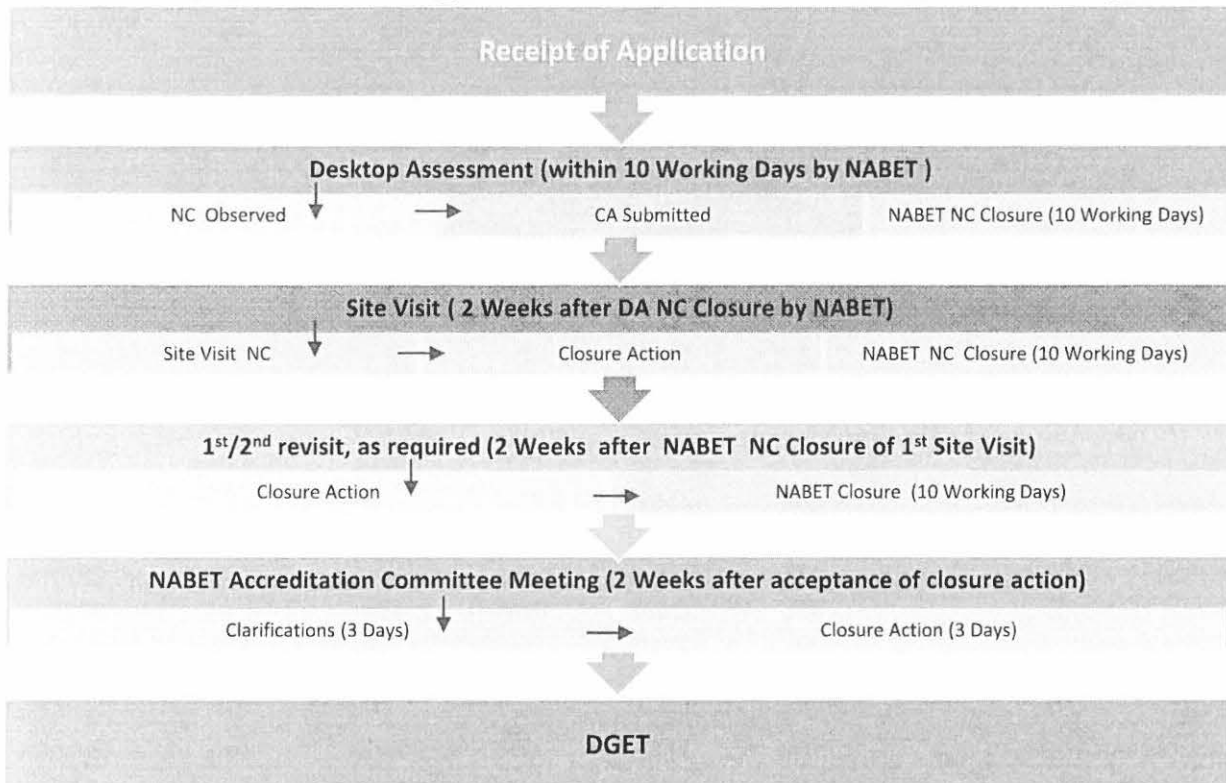 Receipt of Application
Desktop Assessment (within 10 Working Days by NABET )
NC Observed CA Submitted NABET NC Closure (10 Working Days)
Site Visit ( 2 Weeks after DA NC Closure by NABET)
Site Visit NC Closure Action NABET NC Closure (10 Working Days)
1st/2nd revisit, as required (2 Weeks after NABET NC Closure of 1st Site Visit)
Closure Action NABET Closure (10 Working Days)
NABET Accreditation Committee Meeting (2 Weeks after acceptance of closure action)
Clarifications (3 Days) Closure Action (3 Days)
DGET